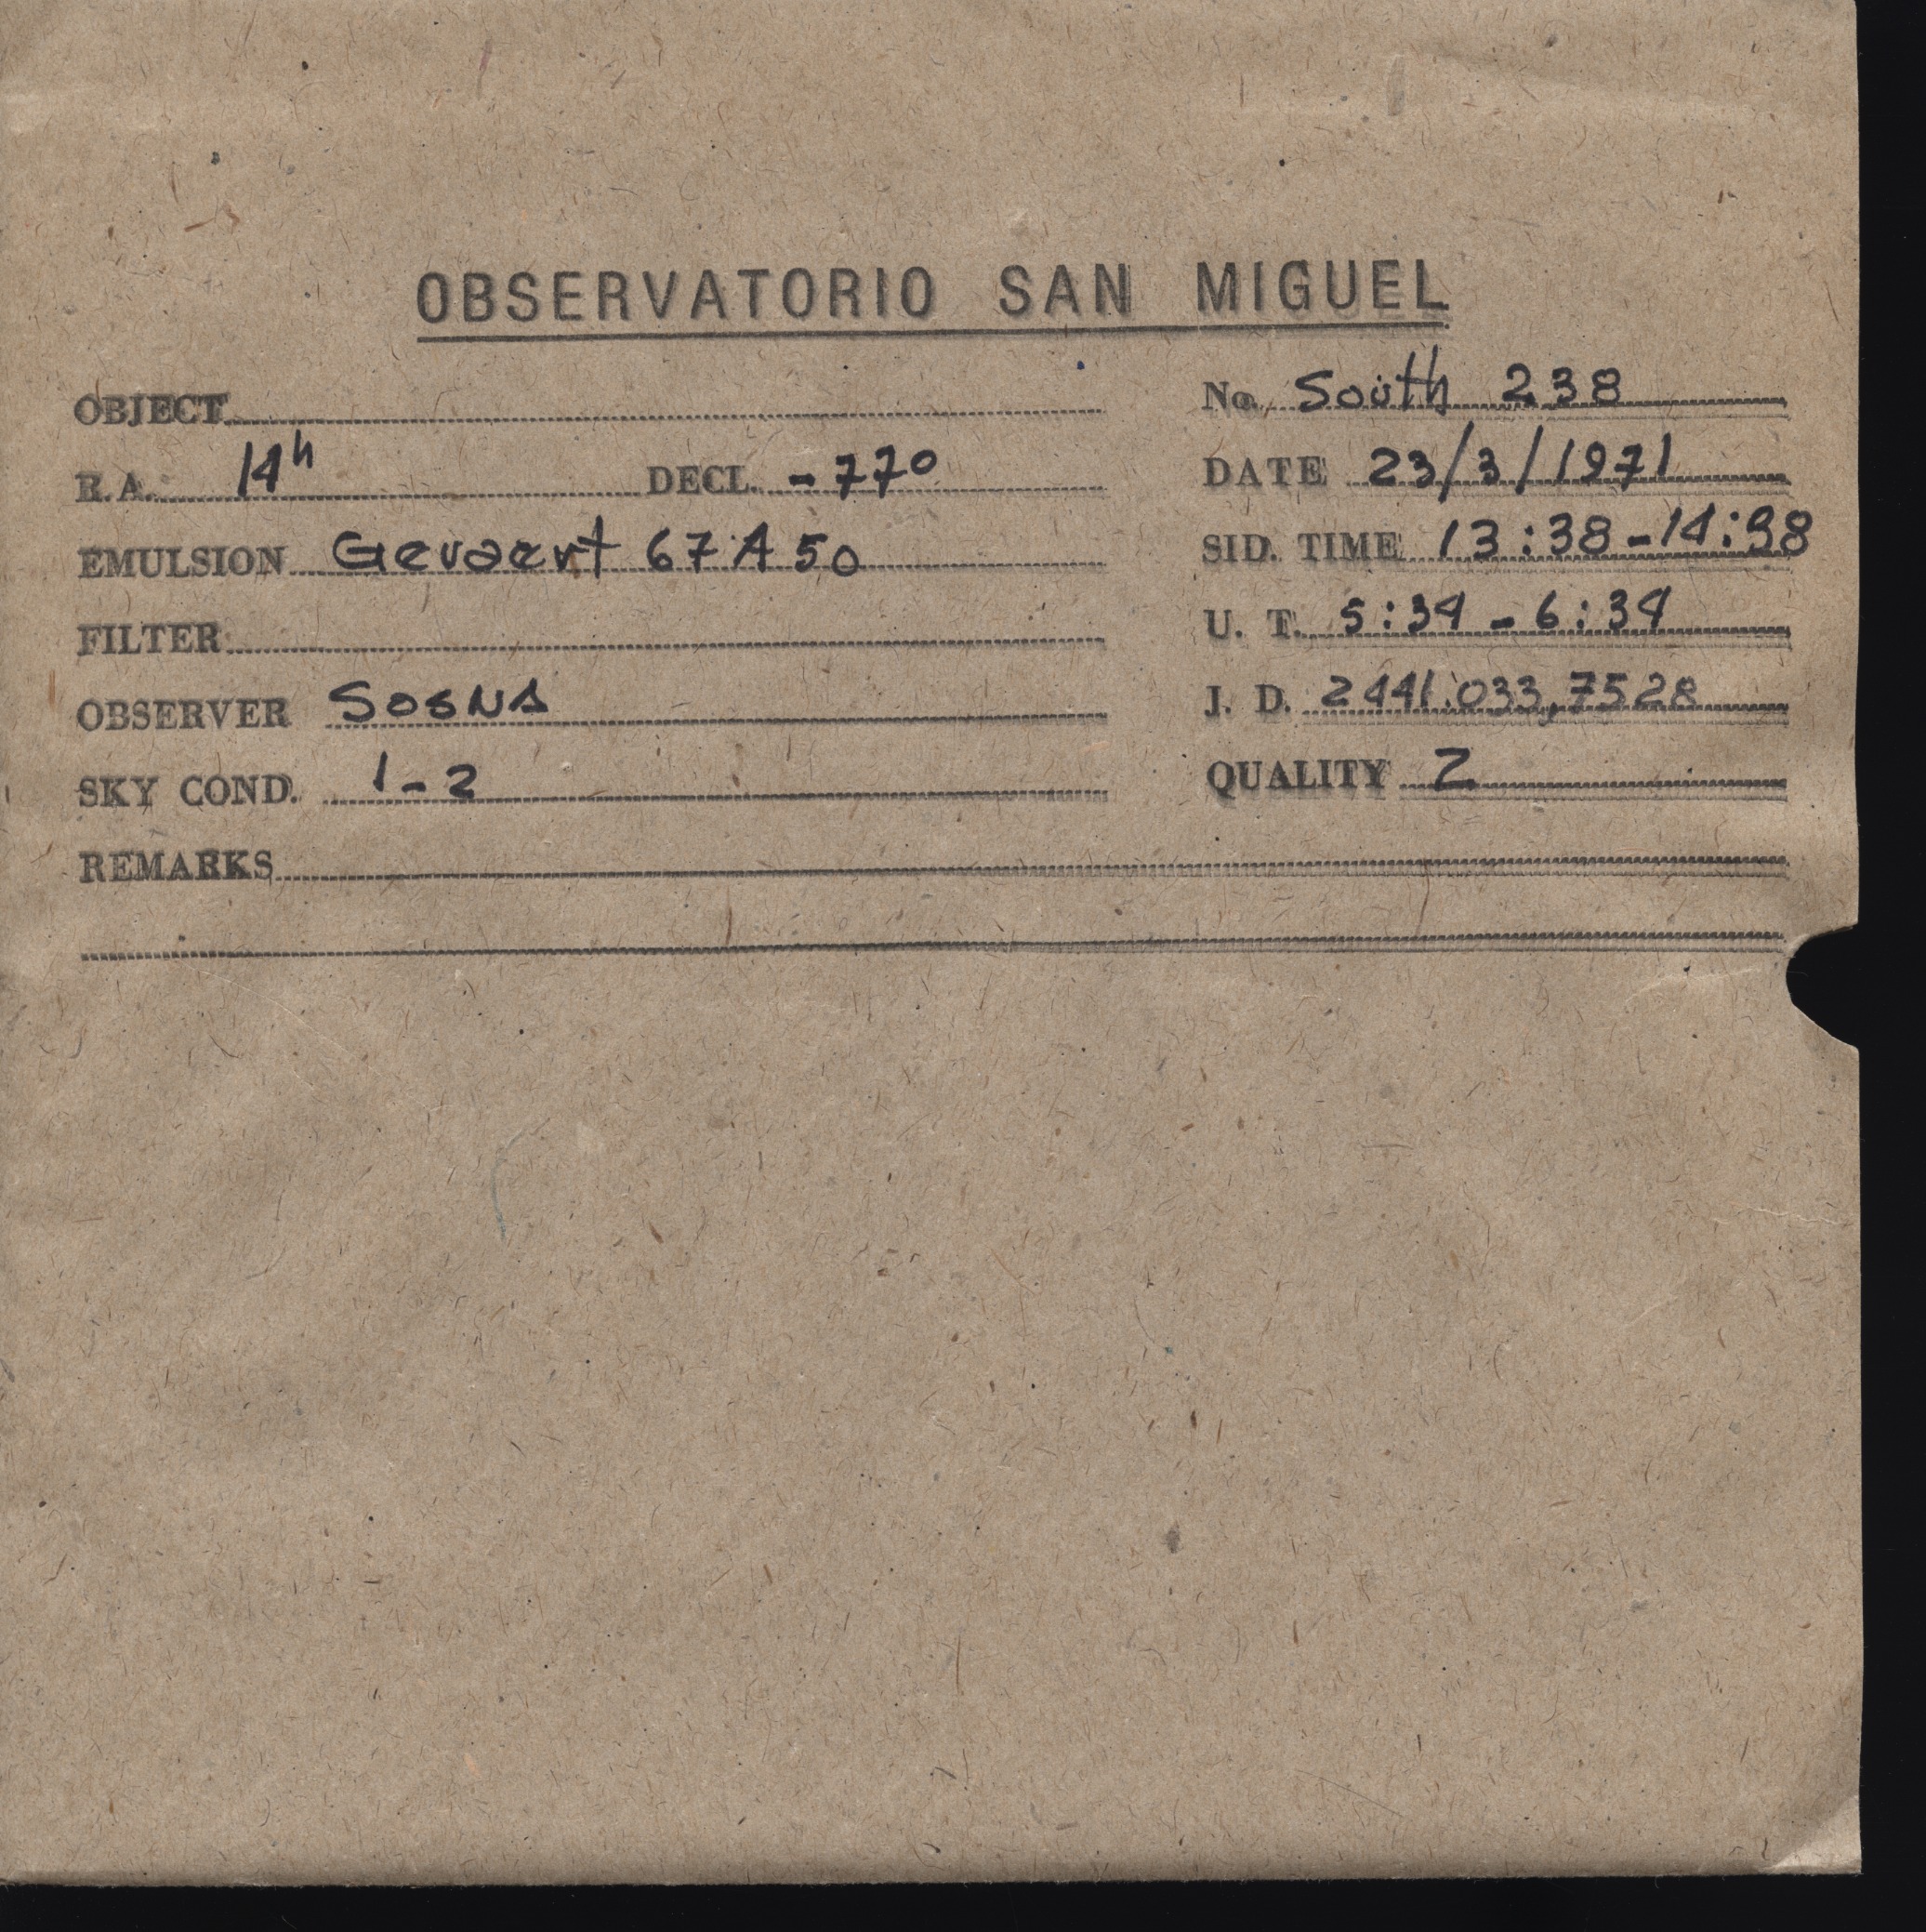 OBSERVATORIO SAN MIGUEL
OBJECT
No. South 238
R.A. 14h DECL. -77°
DATE 23/3/1971
EMULSION Gevaert 67A50
SID. TIME 13:38-14:38
FILTER
U. T. 5:34-6:34
OBSERVER SOSNA
J. D. 2441.033,7528
SKY COND. 1-2
QUALITY 2
REMARKS